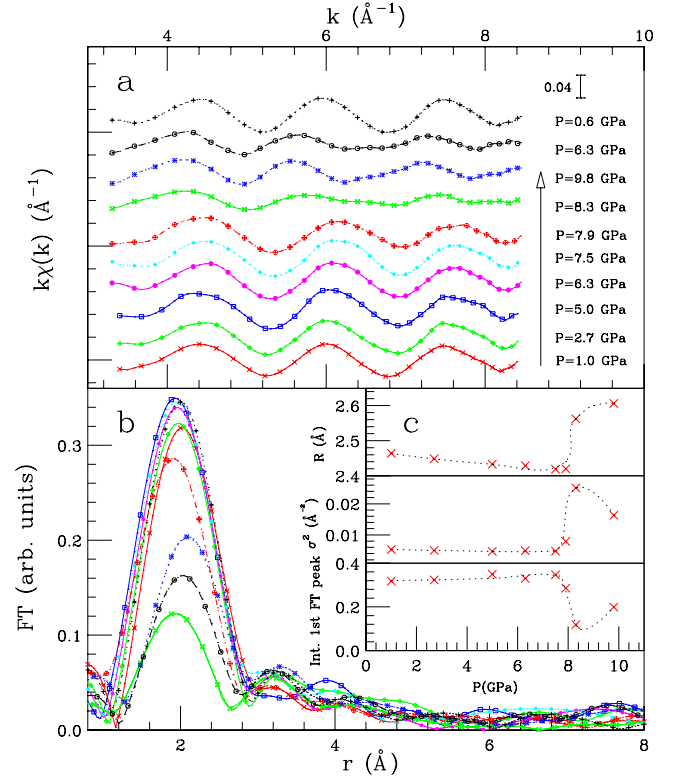 k (Å⁻¹)
4 6 8 10
a
0.04
P=0.6 GPa
P=6.3 GPa
P=9.8 GPa
P=8.3 GPa
P=7.9 GPa
P=7.5 GPa
P=6.3 GPa
P=5.0 GPa
P=2.7 GPa
P=1.0 GPa
kχ(k) (Å⁻¹)
b
0.3
0.2
0.1
0.0
FT (arb. units)
2 4 6 8
r (Å)
c
2.6
2.5
2.4
R (Å)
0.02
0.01
σ² (Å⁻²)
0.4
0.2
0.0
Int. 1st FT peak
0 2 4 6 8 10
P(GPa)